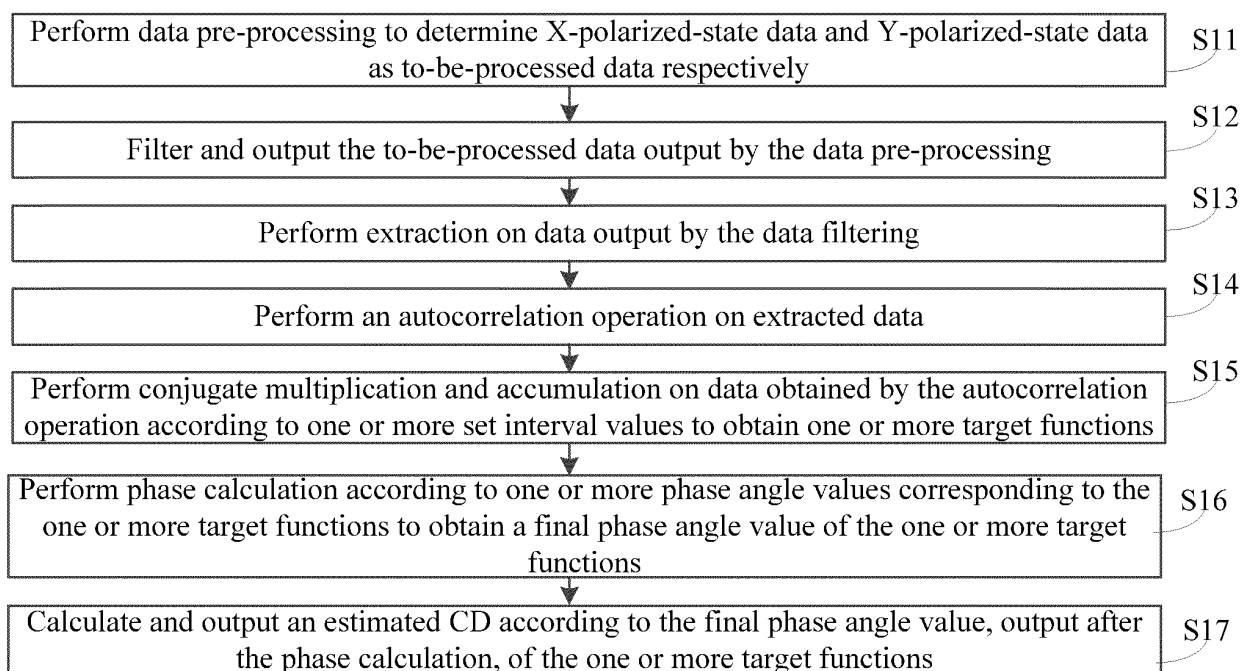 Perform data pre-processing to determine X-polarized-state data and Y-polarized-state data
as to-be-processed data respectively
S11
Filter and output the to-be-processed data output by the data pre-processing
S12
Perform extraction on data output by the data filtering
S13
Perform an autocorrelation operation on extracted data
S14
Perform conjugate multiplication and accumulation on data obtained by the autocorrelation
operation according to one or more set interval values to obtain one or more target functions
S15
Perform phase calculation according to one or more phase angle values corresponding to the
one or more target functions to obtain a final phase angle value of the one or more target
functions
S16
Calculate and output an estimated CD according to the final phase angle value, output after
the phase calculation, of the one or more target functions
S17